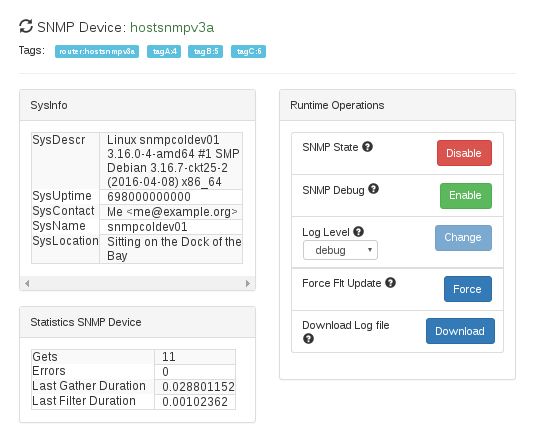 SNMP Device: hostsnmpv3a
Tags: router:hostsnmpv3a tagA:4 tagB:5 tagC:6
SysInfo
SysDescr Linux snmpcoldev01
3.16.0-4-amd64 #1 SMP
Debian 3.16.7-ckt25-2
(2016-04-08) x86_64
SysUptime 698000000000
SysContact Me <me@example.org>
SysName snmpcoldev01
SysLocation Sitting on the Dock of the
Bay
Statistics SNMP Device
Gets 11
Errors 0
Last Gather Duration 0.028801152
Last Filter Duration 0.00102362
Runtime Operations
SNMP State ? Disable
SNMP Debug ? Enable
Log Level ?
debug Change
Force Flt Update ? Force
Download Log file
? Download